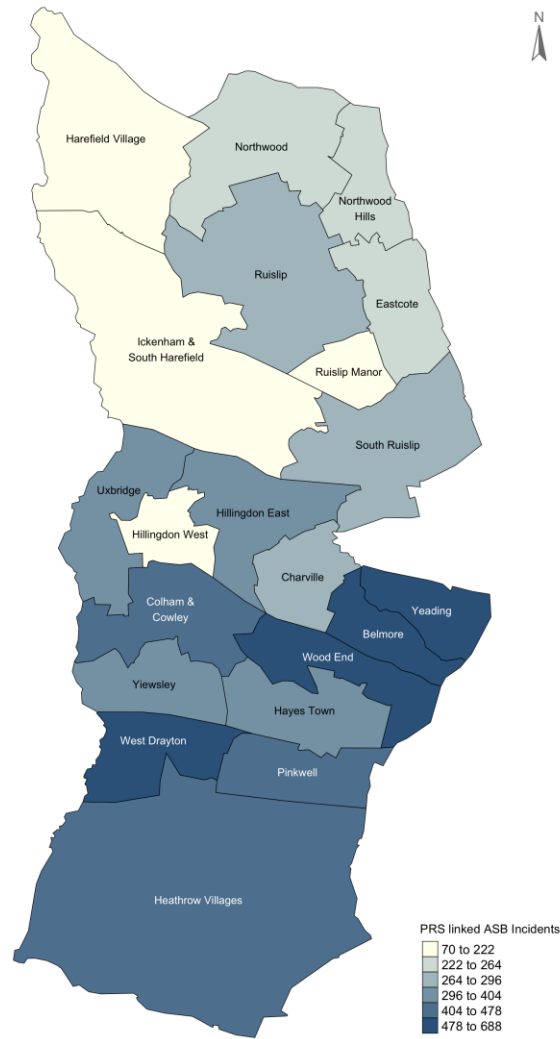 N
Harefield Village
Northwood
Northwood
Hills
Ruislip
Eastcote
Ickenham &
South Harefield
Ruislip Manor
South Ruislip
Uxbridge
Hillingdon East
Hillingdon West
Charville
Colham &
Cowley
Yeading
Belmore
Wood End
Yiewsley
Hayes Town
West Drayton
Pinkwell
Heathrow Villages
PRS linked ASB Incidents
70 to 222
222 to 264
264 to 296
296 to 404
404 to 478
478 to 688